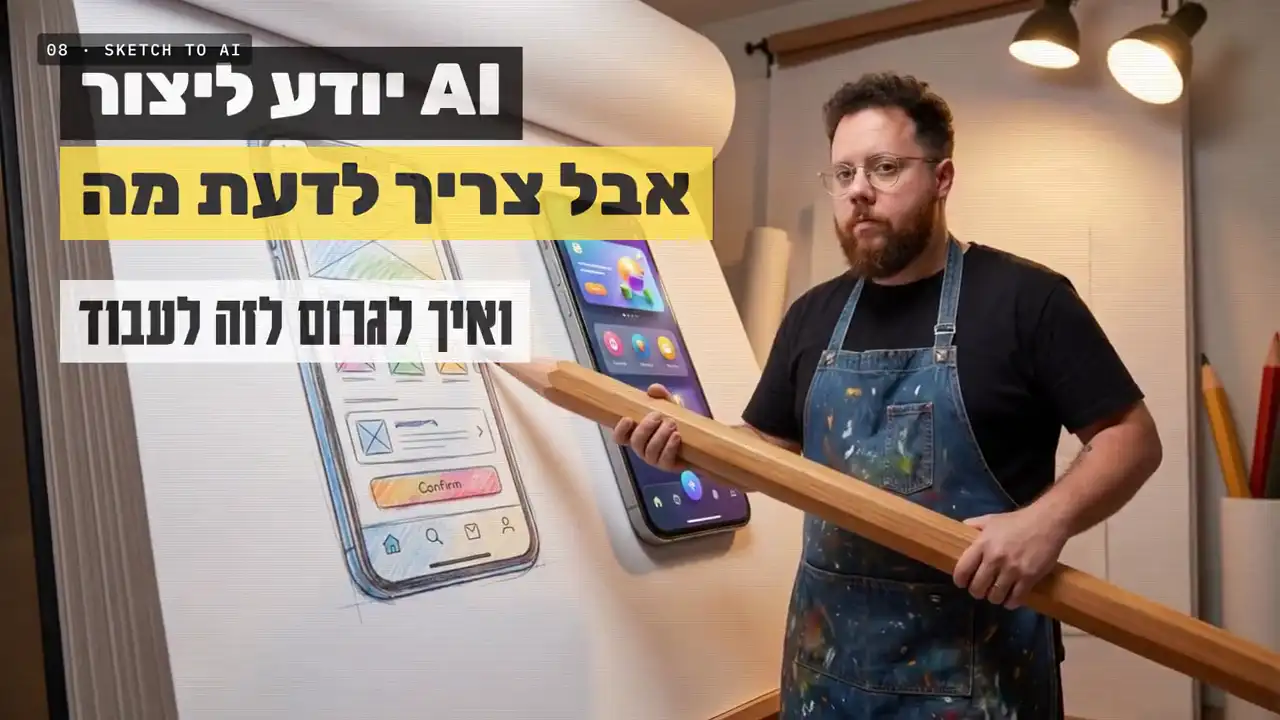 08 · SKETCH TO AI
AI יודע ליצור
אבל צריך לדעת מה
ואיך לגרום לזה לעבוד
Confirm